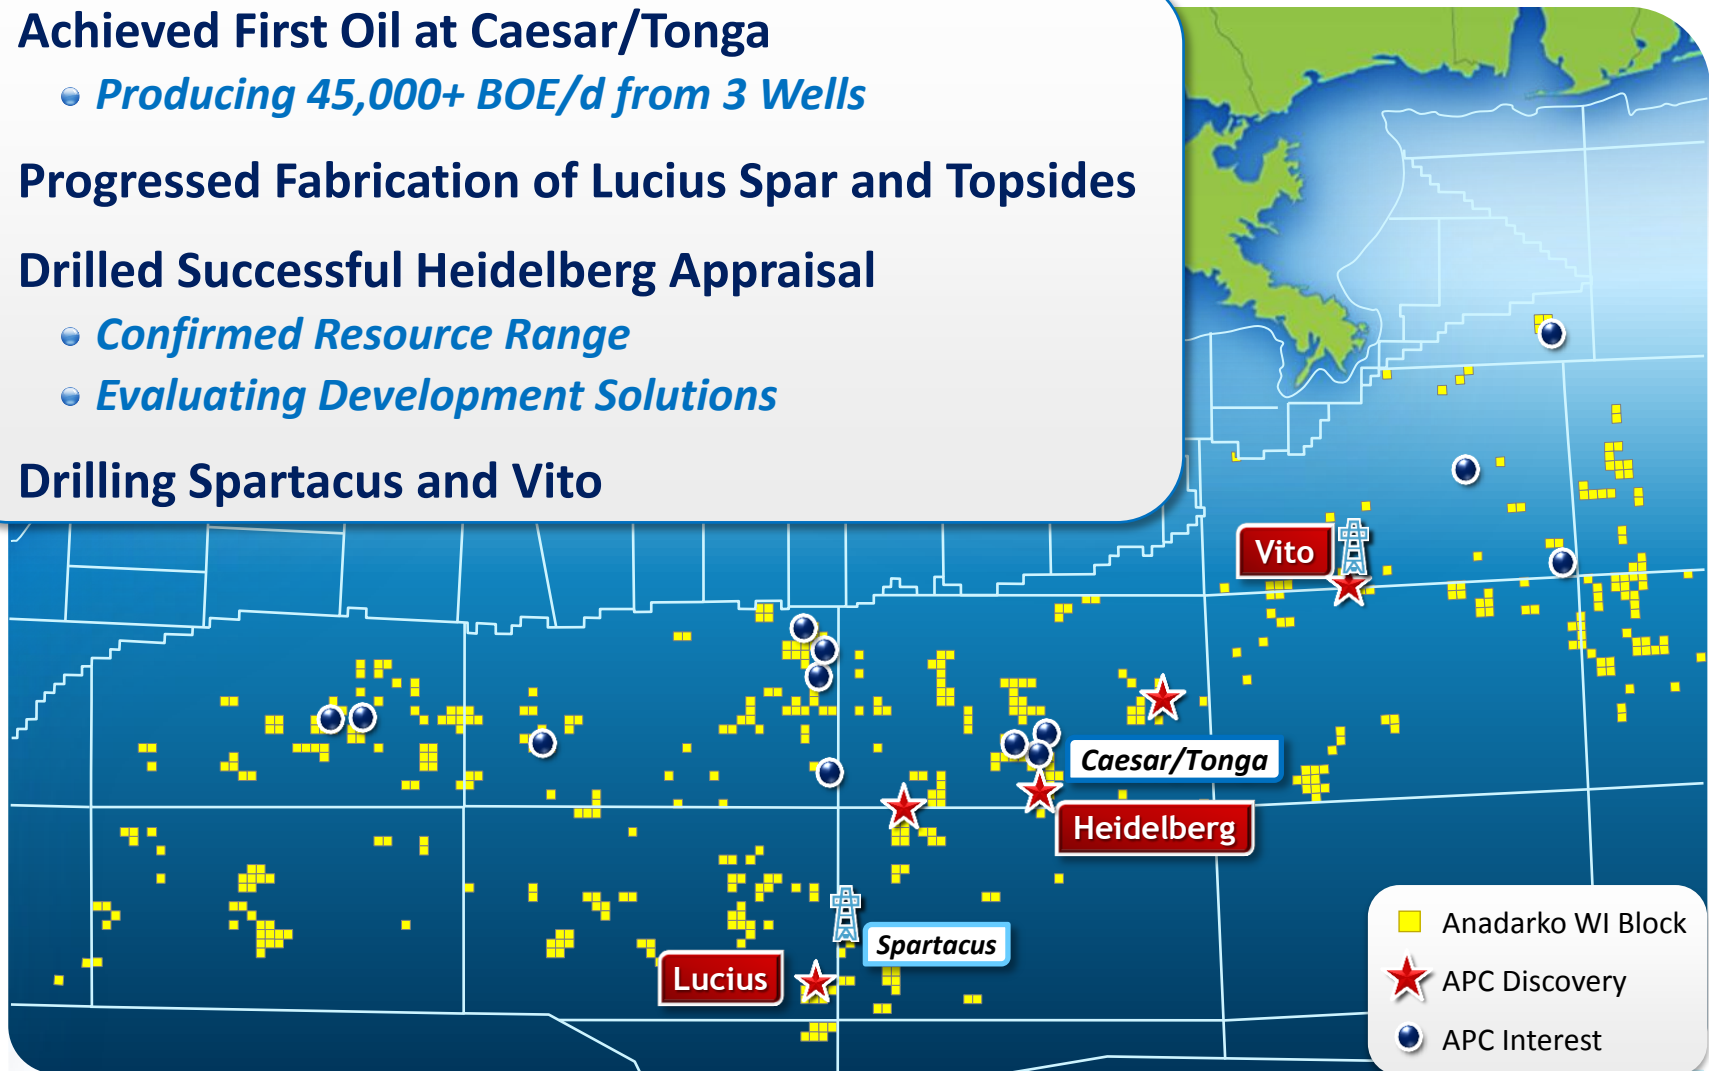 Achieved First Oil at Caesar/Tonga
Producing 45,000+ BOE/d from 3 Wells
Progressed Fabrication of Lucius Spar and Topsides
Drilled Successful Heidelberg Appraisal
Confirmed Resource Range
Evaluating Development Solutions
Drilling Spartacus and Vito
Vito
Caesar/Tonga
Heidelberg
Spartacus
Lucius
Anadarko WI Block
APC Discovery
APC Interest